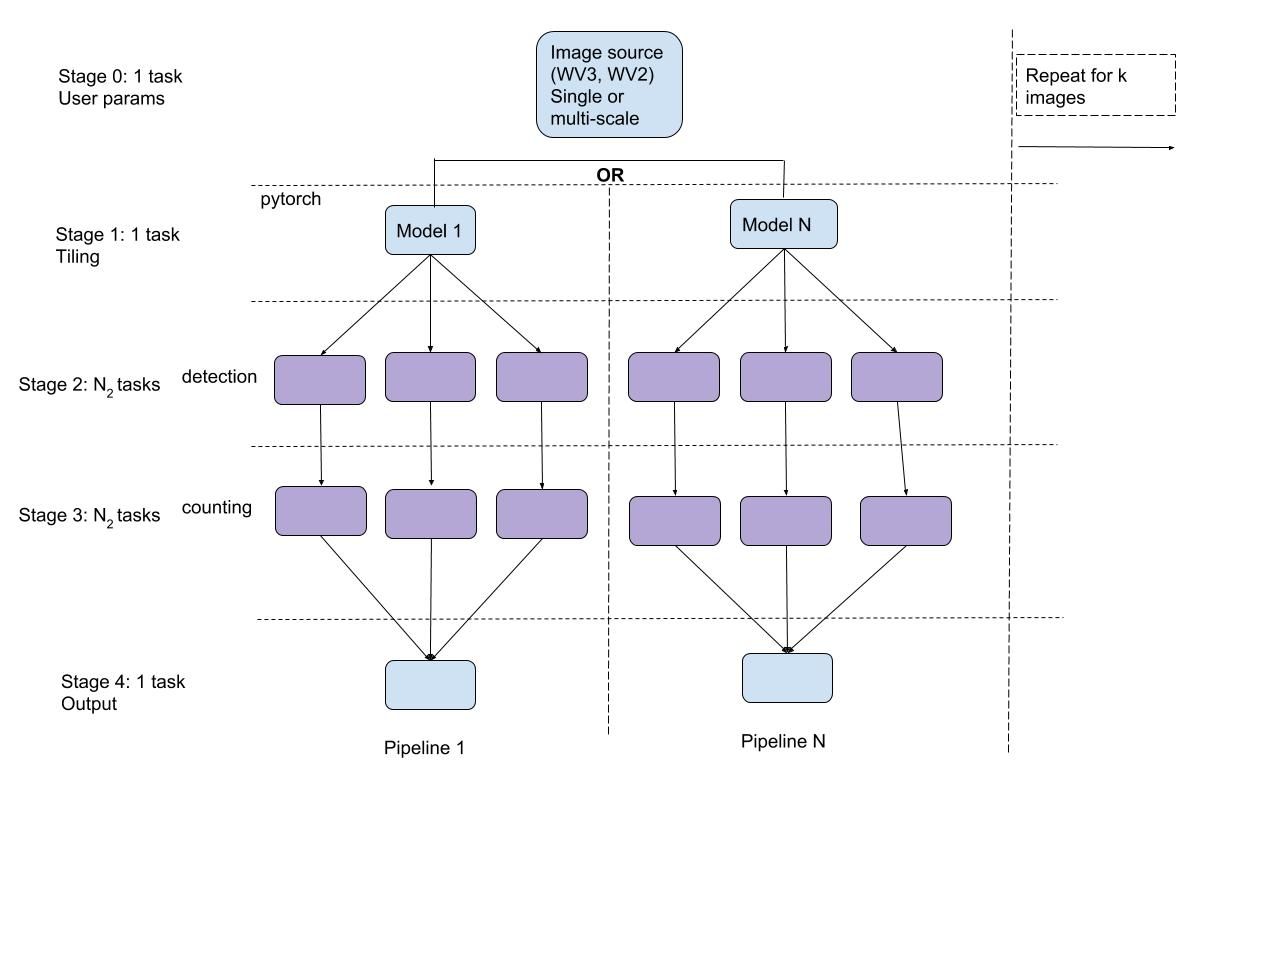 Stage 0: 1 task
User params
Image source
(WV3, WV2)
Single or
multi-scale
Repeat for k
images
OR
pytorch
Stage 1: 1 task
Tiling
Model 1
Model N
Stage 2: N2 tasks
detection
Stage 3: N2 tasks
counting
Stage 4: 1 task
Output
Pipeline 1
Pipeline N